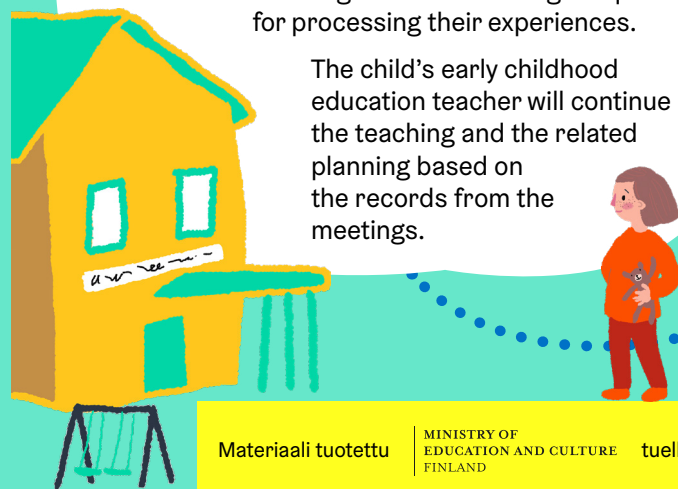 for processing their experiences.
The child's early childhood
education teacher will continue
the teaching and the related
planning based on
the records from the
meetings.
Materiaali tuotettu
MINISTRY OF
EDUCATION AND CULTURE
FINLAND